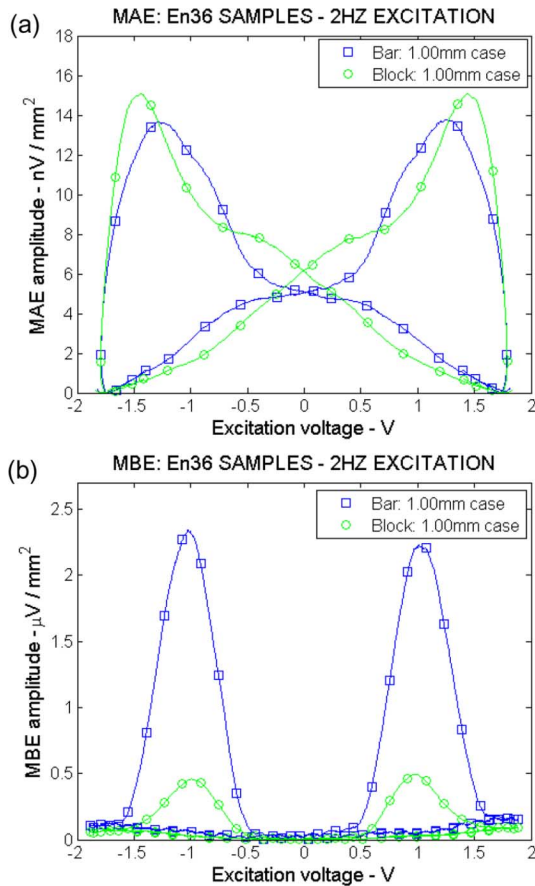 (a)
MAE: En36 SAMPLES - 2HZ EXCITATION
Bar: 1.00mm case
Block: 1.00mm case
MAE amplitude - nV / mm²
18
16
14
12
10
8
6
4
2
0
-2 -1.5 -1 -0.5 0 0.5 1 1.5 2
Excitation voltage - V
(b)
MBE: En36 SAMPLES - 2HZ EXCITATION
Bar: 1.00mm case
Block: 1.00mm case
MBE amplitude - μV / mm²
2.5
2
1.5
1
0.5
0
-2 -1.5 -1 -0.5 0 0.5 1 1.5 2
Excitation voltage - V